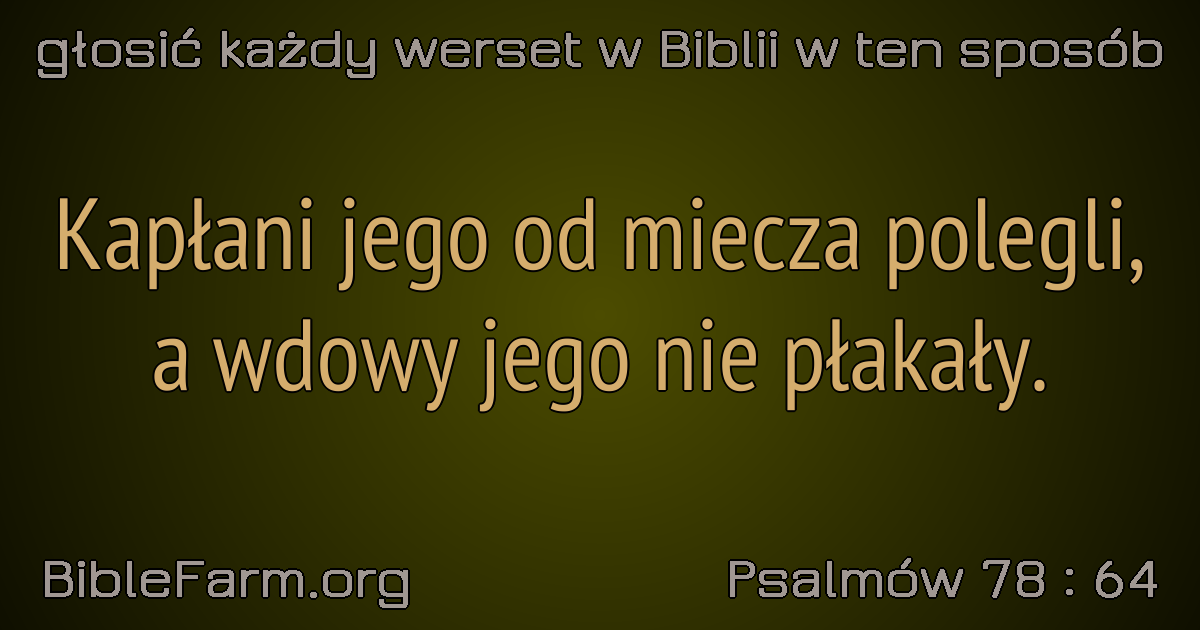 głosić każdy werset w Biblii w ten sposób
Kapłani jego od miecza polegli,
a wdowy jego nie płakały.
BibleFarm.org
Psalmów 78 : 64